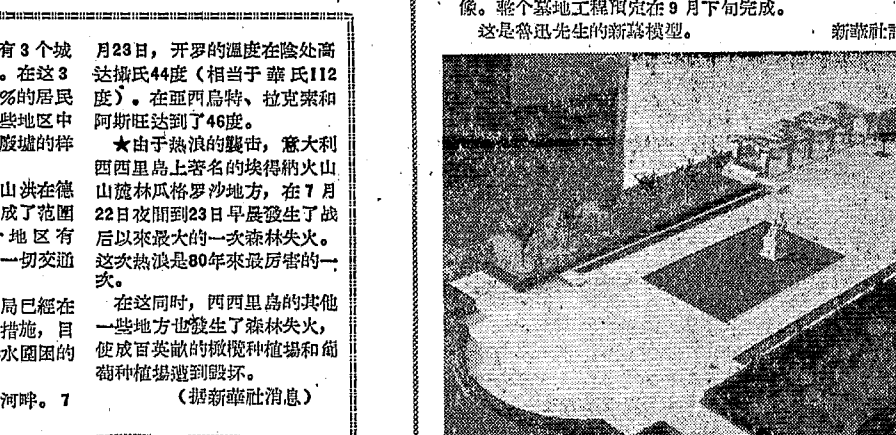 有3个城
。在这3
%的居民
些地区中
廢墟的样
山洪在德
成了范围
个地区有
一切交通
局已經在
措施，目
水圍困的
河畔。7
月23日，开罗的溫度在陰处高
达攝氏44度（相当于華氏112
度）。在亞西烏特、拉克索和
阿斯旺达到了46度。
★由于热浪的襲击，意大利
西西里島上著名的埃得納火山
山麓林瓜格罗沙地方，在7月
22日夜間到23日早晨發生了战
后以來最大的一次森林失火。
这次热浪是80年來最厉害的一
次。
在这同时，西西里島的其他
一些地方也發生了森林失火，
使成百英畝的橄欖种植場和葡
萄种植場遭到毀坏。
（据新華社消息）
像。整个墓地工程預定在9月下旬完成。
这是魯迅先生的新墓模型。
新華社